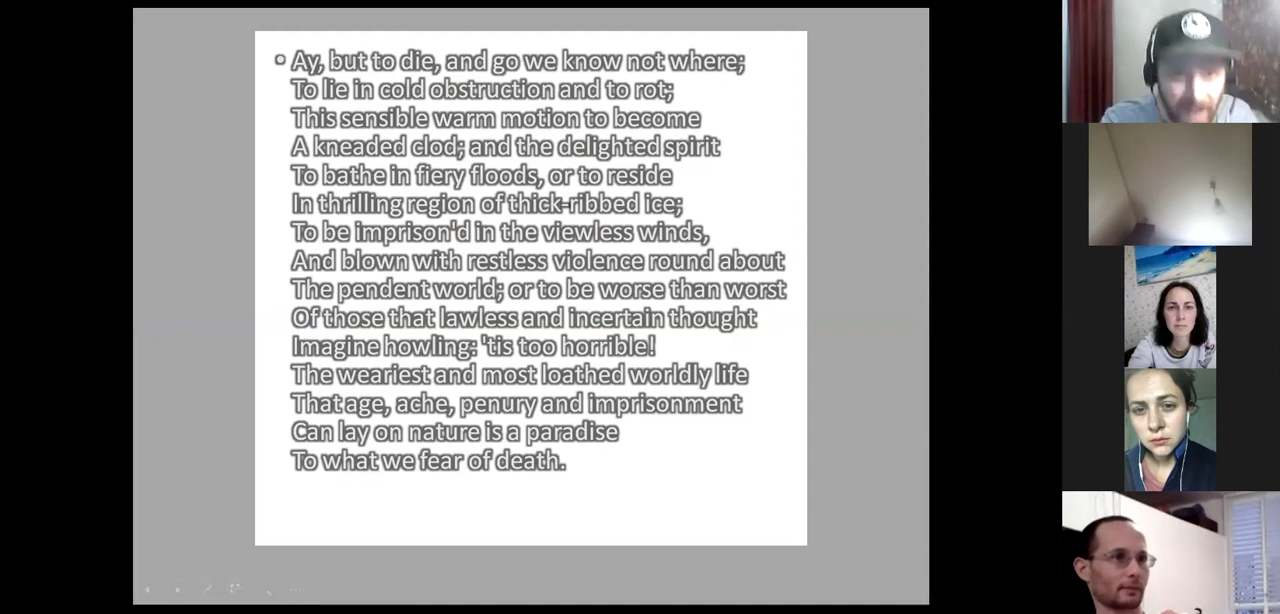 • Ay, but to die, and go we know not where;
To lie in cold obstruction and to rot;
This sensible warm motion to become
A kneaded clod; and the delighted spirit
To bathe in fiery floods, or to reside
In thrilling region of thick-ribbed ice;
To be imprison'd in the viewless winds,
And blown with restless violence round about
The pendent world; or to be worse than worst
Of those that lawless and incertain thought
Imagine howling: 'tis too horrible!
The weariest and most loathed worldly life
That age, ache, penury and imprisonment
Can lay on nature is a paradise
To what we fear of death.